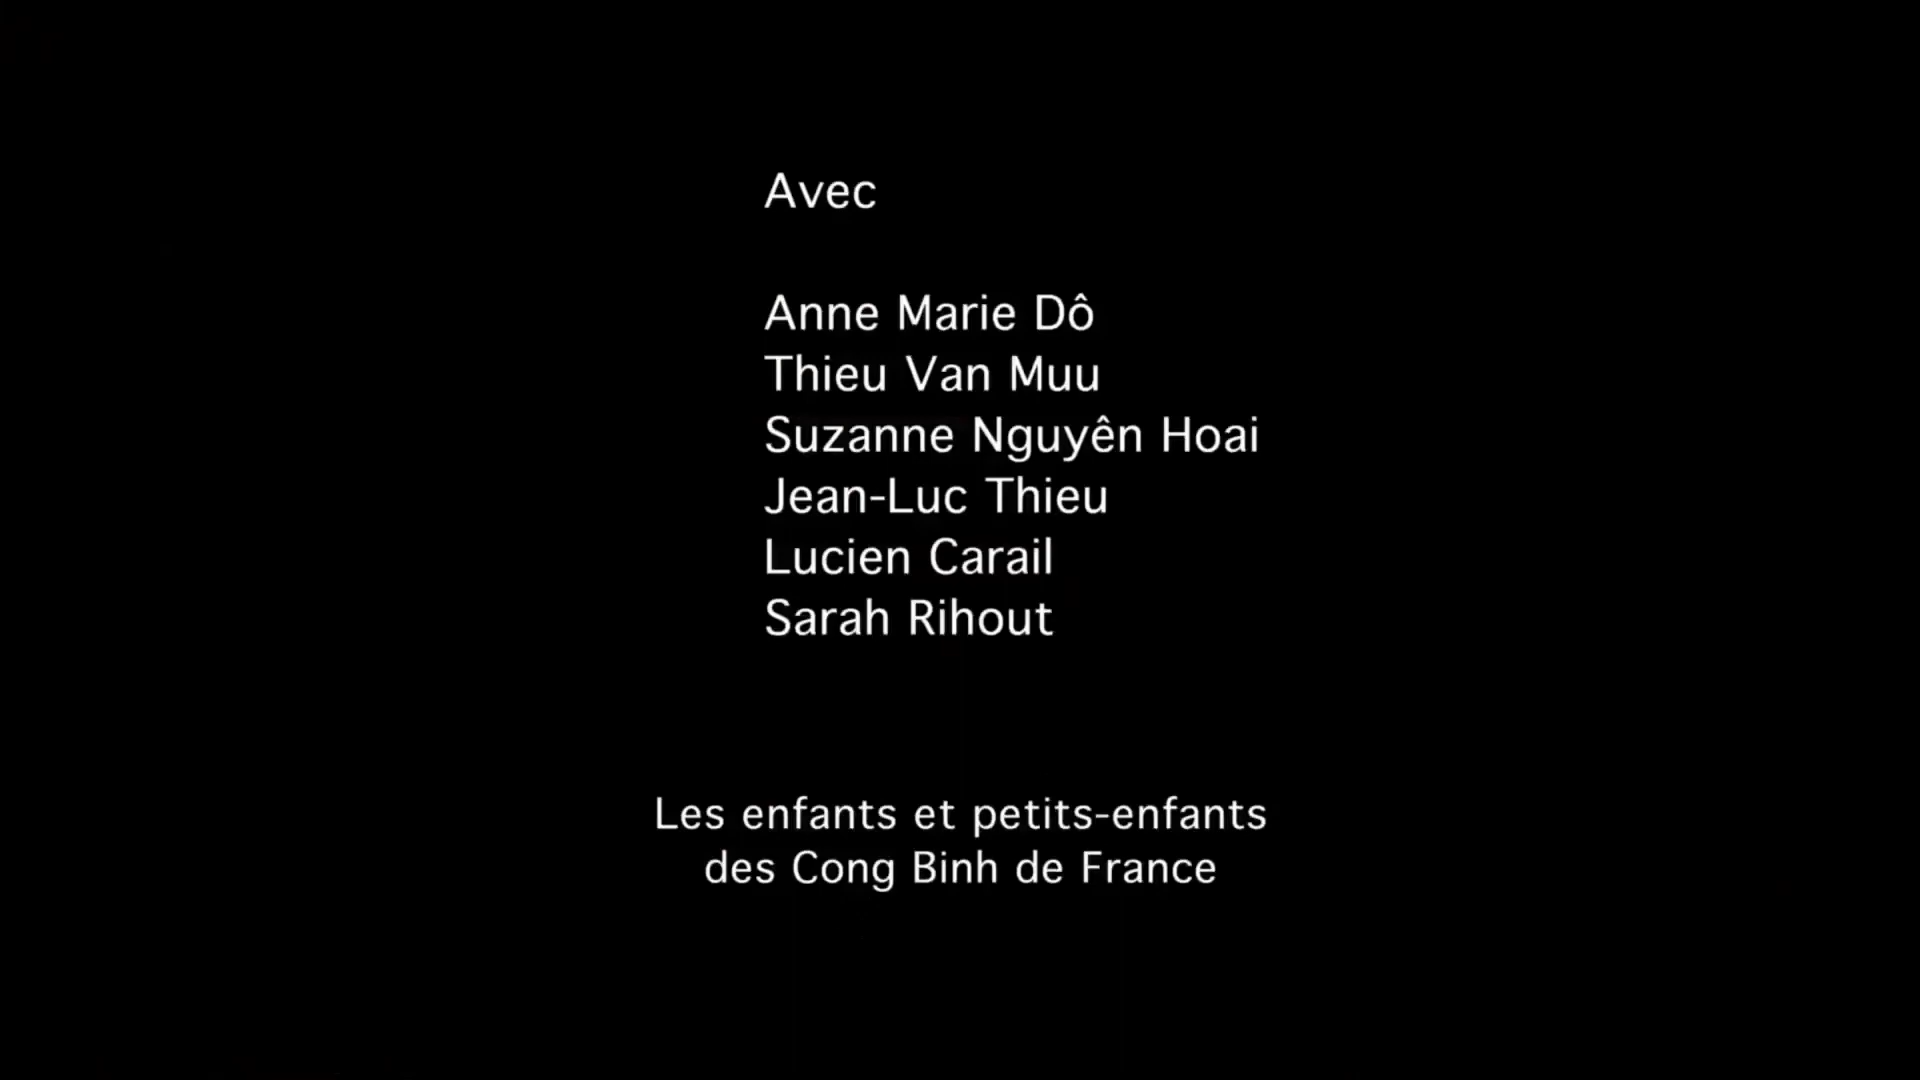 Avec
Anne Marie Dô
Thieu Van Muu
Suzanne Nguyên Hoai
Jean-Luc Thieu
Lucien Carail
Sarah Rihout
Les enfants et petits-enfants
des Cong Binh de France